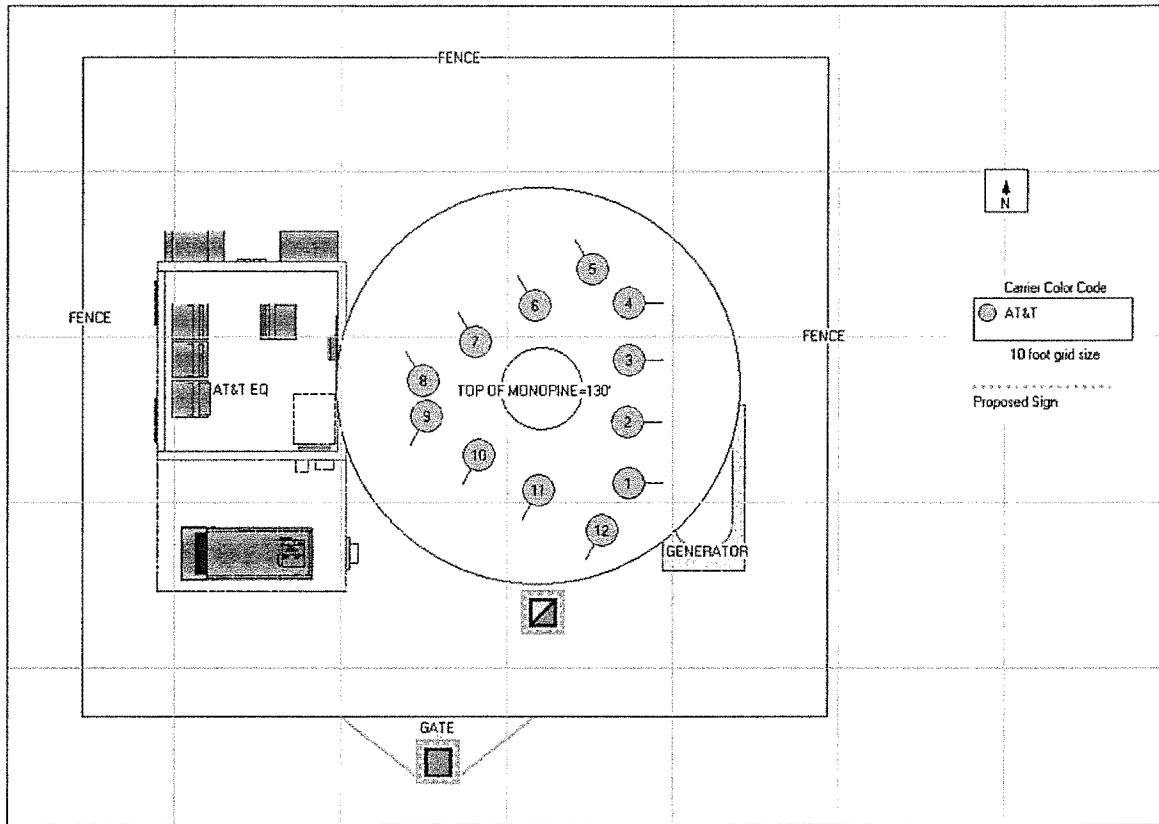 FENCE
N
5
4
Carrier Color Code
6
AT&T
FENCE
7
FENCE
3
10 foot grid size
8
AT&T EQ
TOP OF MONOPINE=130'
Proposed Sign
9
2
10
11
1
12
GENERATOR
GATE